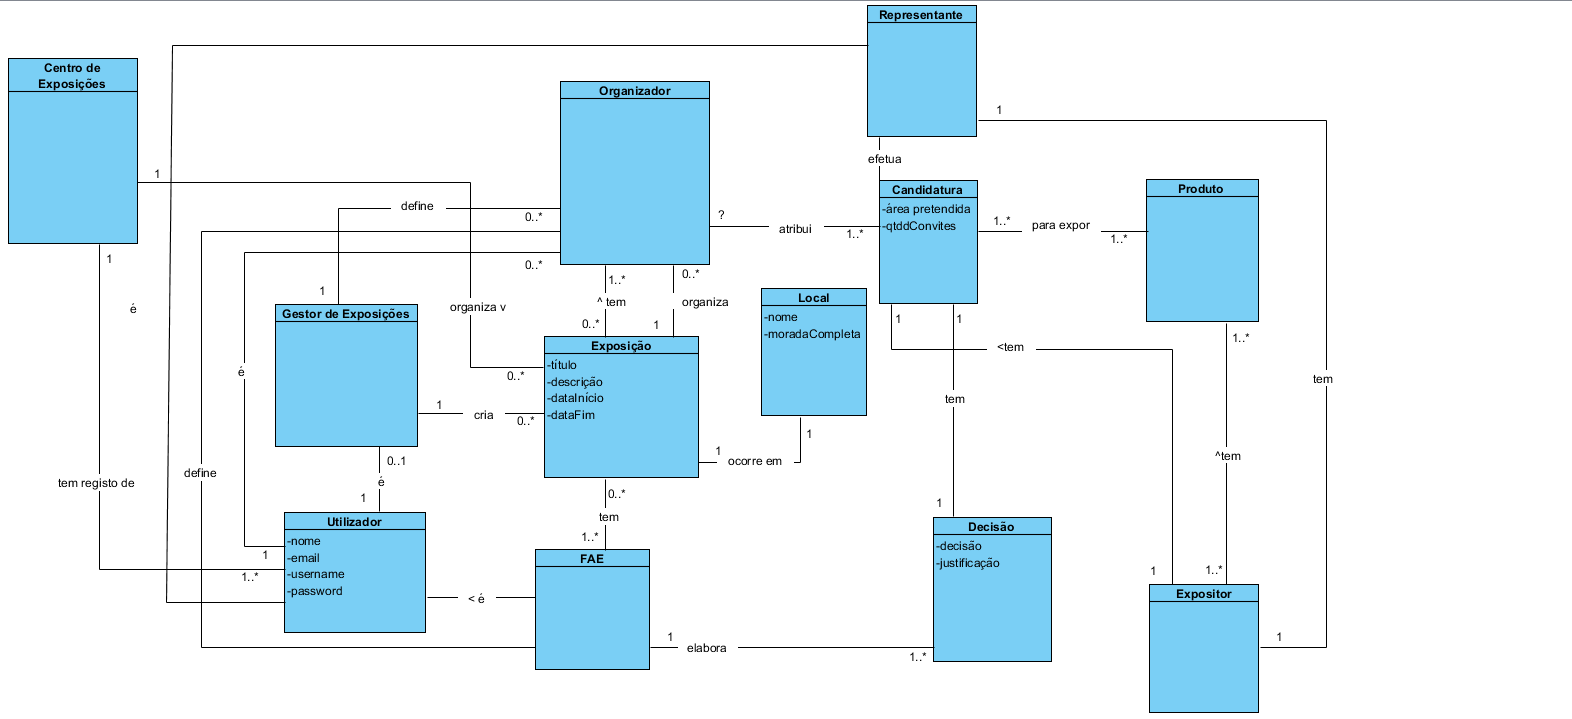 Representante
1
efetua
Centro de
Exposições
1
1
é
tem registo de
Organizador
define
0..*
0..*
?
atribui
1..*
Candidatura
-área pretendida
-qtddConvites
1..*
para expor
1..*
Produto
1..*
^tem
1..*
1
Gestor de Exposições
organiza v
0..*
1..*
^ tem
0..*
0..*
organiza
1
Local
-nome
-moradaCompleta
1
1
1
<tem
1
tem
1
tem
Exposição
-título
-descrição
-dataInício
-dataFim
1
cria
0..*
1
ocorre em
é
define
0..1
é
1
Utilizador
-nome
-email
-username
-password
1
1..*
0..*
tem
1..*
FAE
< é
1
elabora
1..*
Decisão
-decisão
-justificação
Expositor
1